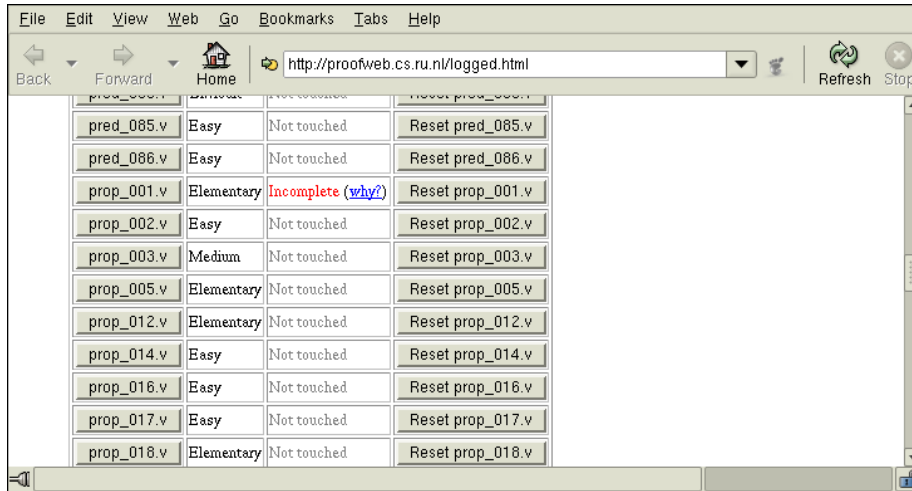 File Edit View Web Go Bookmarks Tabs Help
Back Forward Home http://proofweb.cs.ru.nl/logged.html Refresh Stop
pred_085.v Easy Not touched Reset pred_085.v
pred_086.v Easy Not touched Reset pred_086.v
prop_001.v Elementary Incomplete (why?) Reset prop_001.v
prop_002.v Easy Not touched Reset prop_002.v
prop_003.v Medium Not touched Reset prop_003.v
prop_005.v Elementary Not touched Reset prop_005.v
prop_012.v Elementary Not touched Reset prop_012.v
prop_014.v Easy Not touched Reset prop_014.v
prop_016.v Easy Not touched Reset prop_016.v
prop_017.v Easy Not touched Reset prop_017.v
prop_018.v Elementary Not touched Reset prop_018.v